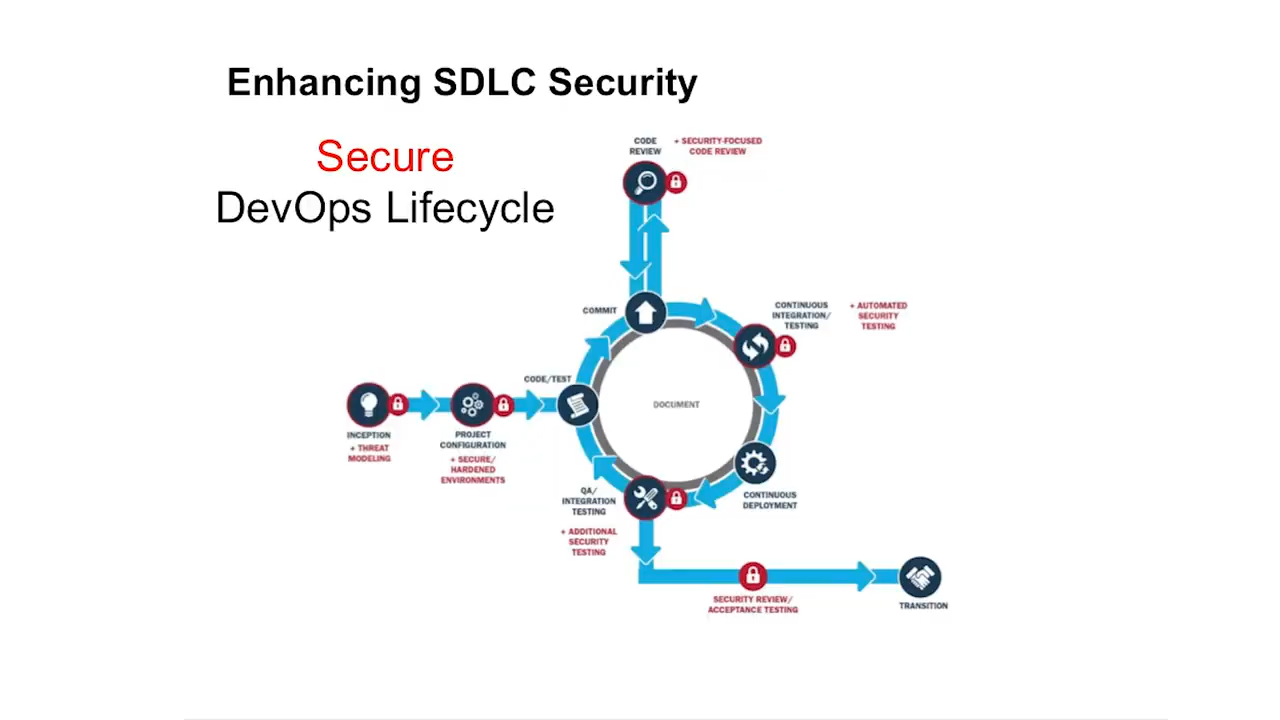 Enhancing SDLC Security
Secure
DevOps Lifecycle
CODE
REVIEW
+ SECURITY-FOCUSED
CODE REVIEW
COMMIT
CONTINUOUS
INTEGRATION/
TESTING
+ AUTOMATED
SECURITY
TESTING
CODE/TEST
DOCUMENT
INCEPTION
+ THREAT
MODELING
PROJECT
CONFIGURATION
+ SECURE/
HARDENED
ENVIRONMENTS
QA/
INTEGRATION
TESTING
+ ADDITIONAL
SECURITY
TESTING
CONTINUOUS
DEPLOYMENT
SECURITY REVIEW/
ACCEPTANCE TESTING
TRANSITION